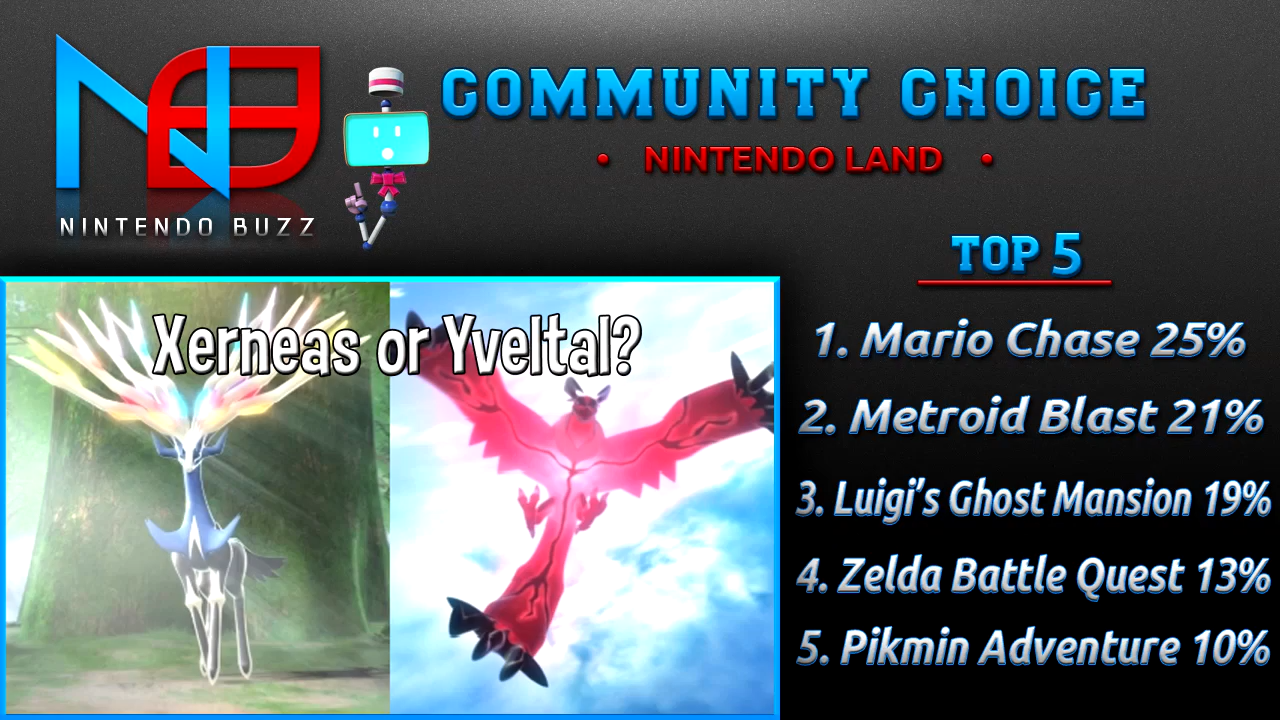 NB
NINTENDO BUZZ
COMMUNITY CHOICE
• NINTENDO LAND •
TOP 5
Xerneas or Yveltal?
1. Mario Chase 25%
2. Metroid Blast 21%
3. Luigi's Ghost Mansion 19%
4. Zelda Battle Quest 13%
5. Pikmin Adventure 10%